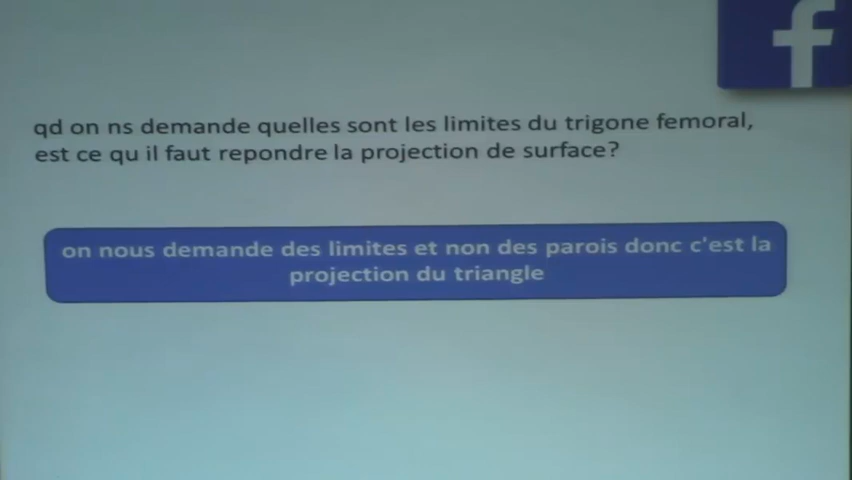 f
qd on ns demande quelles sont les limites du trigone femoral,
est ce qu il faut repondre la projection de surface?
on nous demande des limites et non des parois donc c'est la
projection du triangle